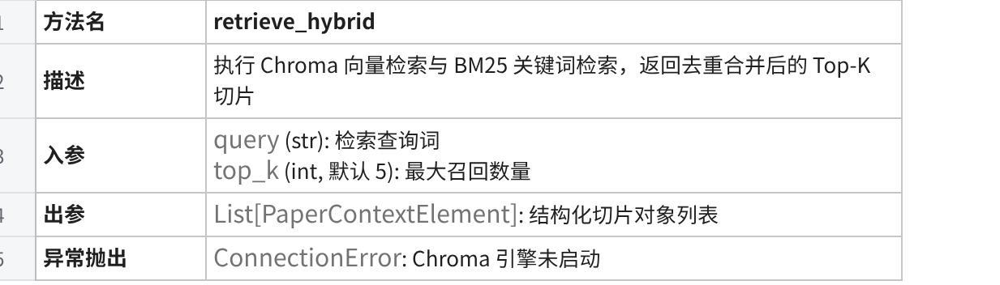 1 方法名 retrieve_hybrid
2 描述 执行 Chroma 向量检索与 BM25 关键词检索，返回去重合并后的 Top-K
切片
3 入参 query (str): 检索查询词
top_k (int, 默认 5): 最大召回数量
4 出参 List[PaperContextElement]: 结构化切片对象列表
5 异常抛出 ConnectionError: Chroma 引擎未启动